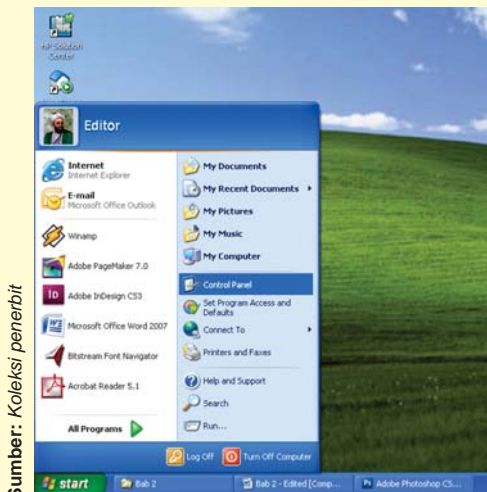 HP Solution
Center
Editor
Internet
Internet Explorer
E-mail
Microsoft Office Outlook
Winamp
Adobe PageMaker 7.0
Adobe InDesign CS3
Microsoft Office Word 2007
Bitstream Font Navigator
Acrobat Reader 5.1
All Programs
My Documents
My Recent Documents
My Pictures
My Music
My Computer
Control Panel
Set Program Access and
Defaults
Connect To
Printers and Faxes
Help and Support
Search
Run...
Log Off
Turn Off Computer
start
Bab 2
Bab 2 - Edited [Comp...
Adobe Photoshop CS...
Sumber: Koleksi penerbit